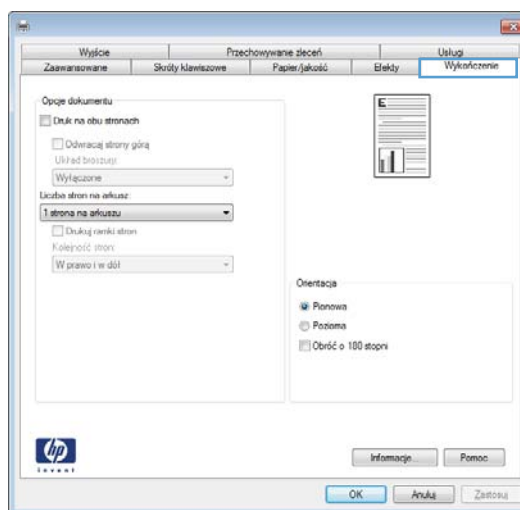 Wyjście Przechowywanie zleceń Usługi
Zaawansowane Skróty klawiszowe Papier/jakość Efekty Wykończenie
Opcje dokumentu
Druk na obu stronach
Odwracaj strony górą
Układ broszury:
Wyłączone
Liczba stron na arkusz:
1 strona na arkuszu
Drukuj ramki stron
Kolejność stron:
W prawo i w dół
E
Orientacja
Pionowa
Pozioma
Obróć o 180 stopni
hp
invent
Informacje... Pomoc
OK Anuluj Zastosuj